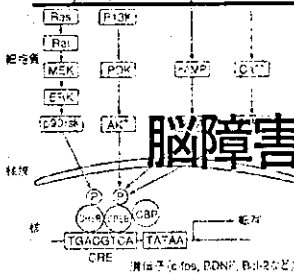 Ras PI3K
Raf
細胞質 MEK PDK cAMP
ERK
p90rsk AKT
脳障害
核膜
P P
CREB CREB CBP
核 転写
TGACGTCA TATAA
CRE
遺伝子(c-fos, BDNF, Bcl-2など)